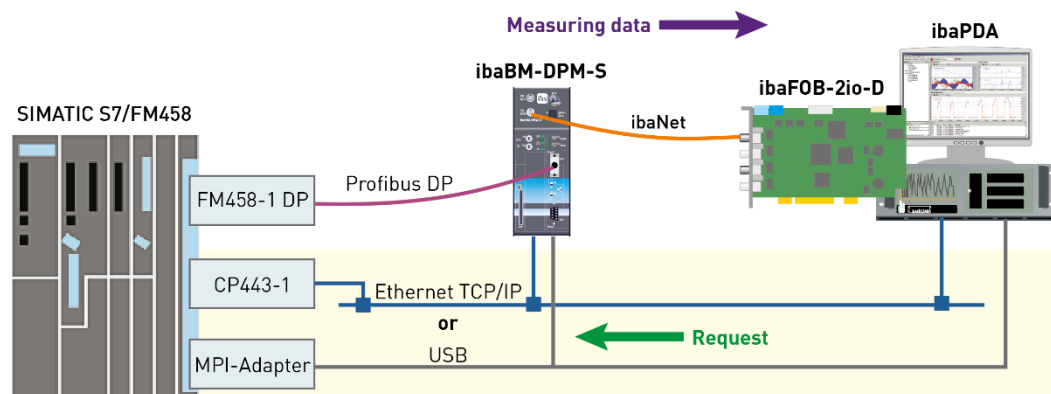 Measuring data
ibaPDA
ibaBM-DPM-S
ibaFOB-2io-D
SIMATIC S7/FM458
ibaNet
Profibus DP
FM458-1 DP
CP443-1
Ethernet TCP/IP
or
Request
USB
MPI-Adapter